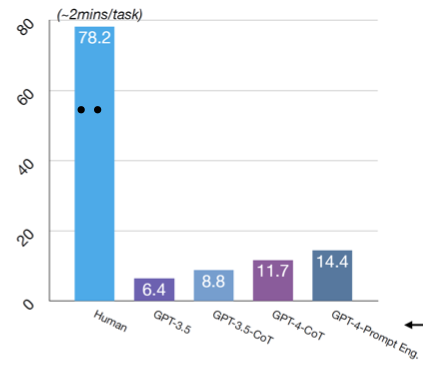 80
(~2mins/task)
78.2
60
40
20
14.4
11.7
8.8
6.4
0
Human
GPT-3.5
GPT-3.5-CoT
GPT-4-CoT
GPT-4-Prompt Eng.